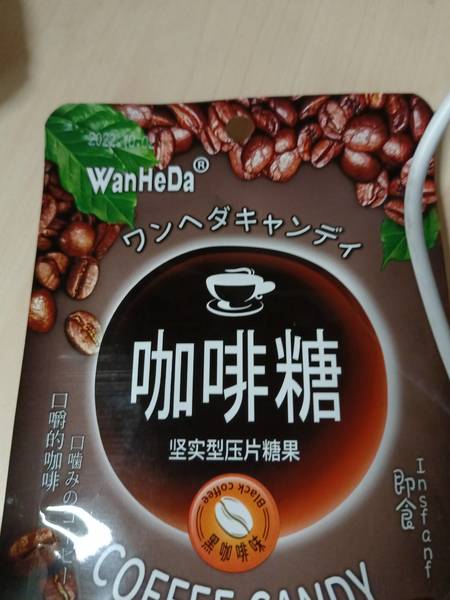 WanHeDa®
ワンヘダキャンディ
咖啡糖
坚实型压片糖果
口嚼的咖啡
口噛みのコーヒー
Black coffee
黑咖啡味
Insfanf
即食
COFFEE CANDY